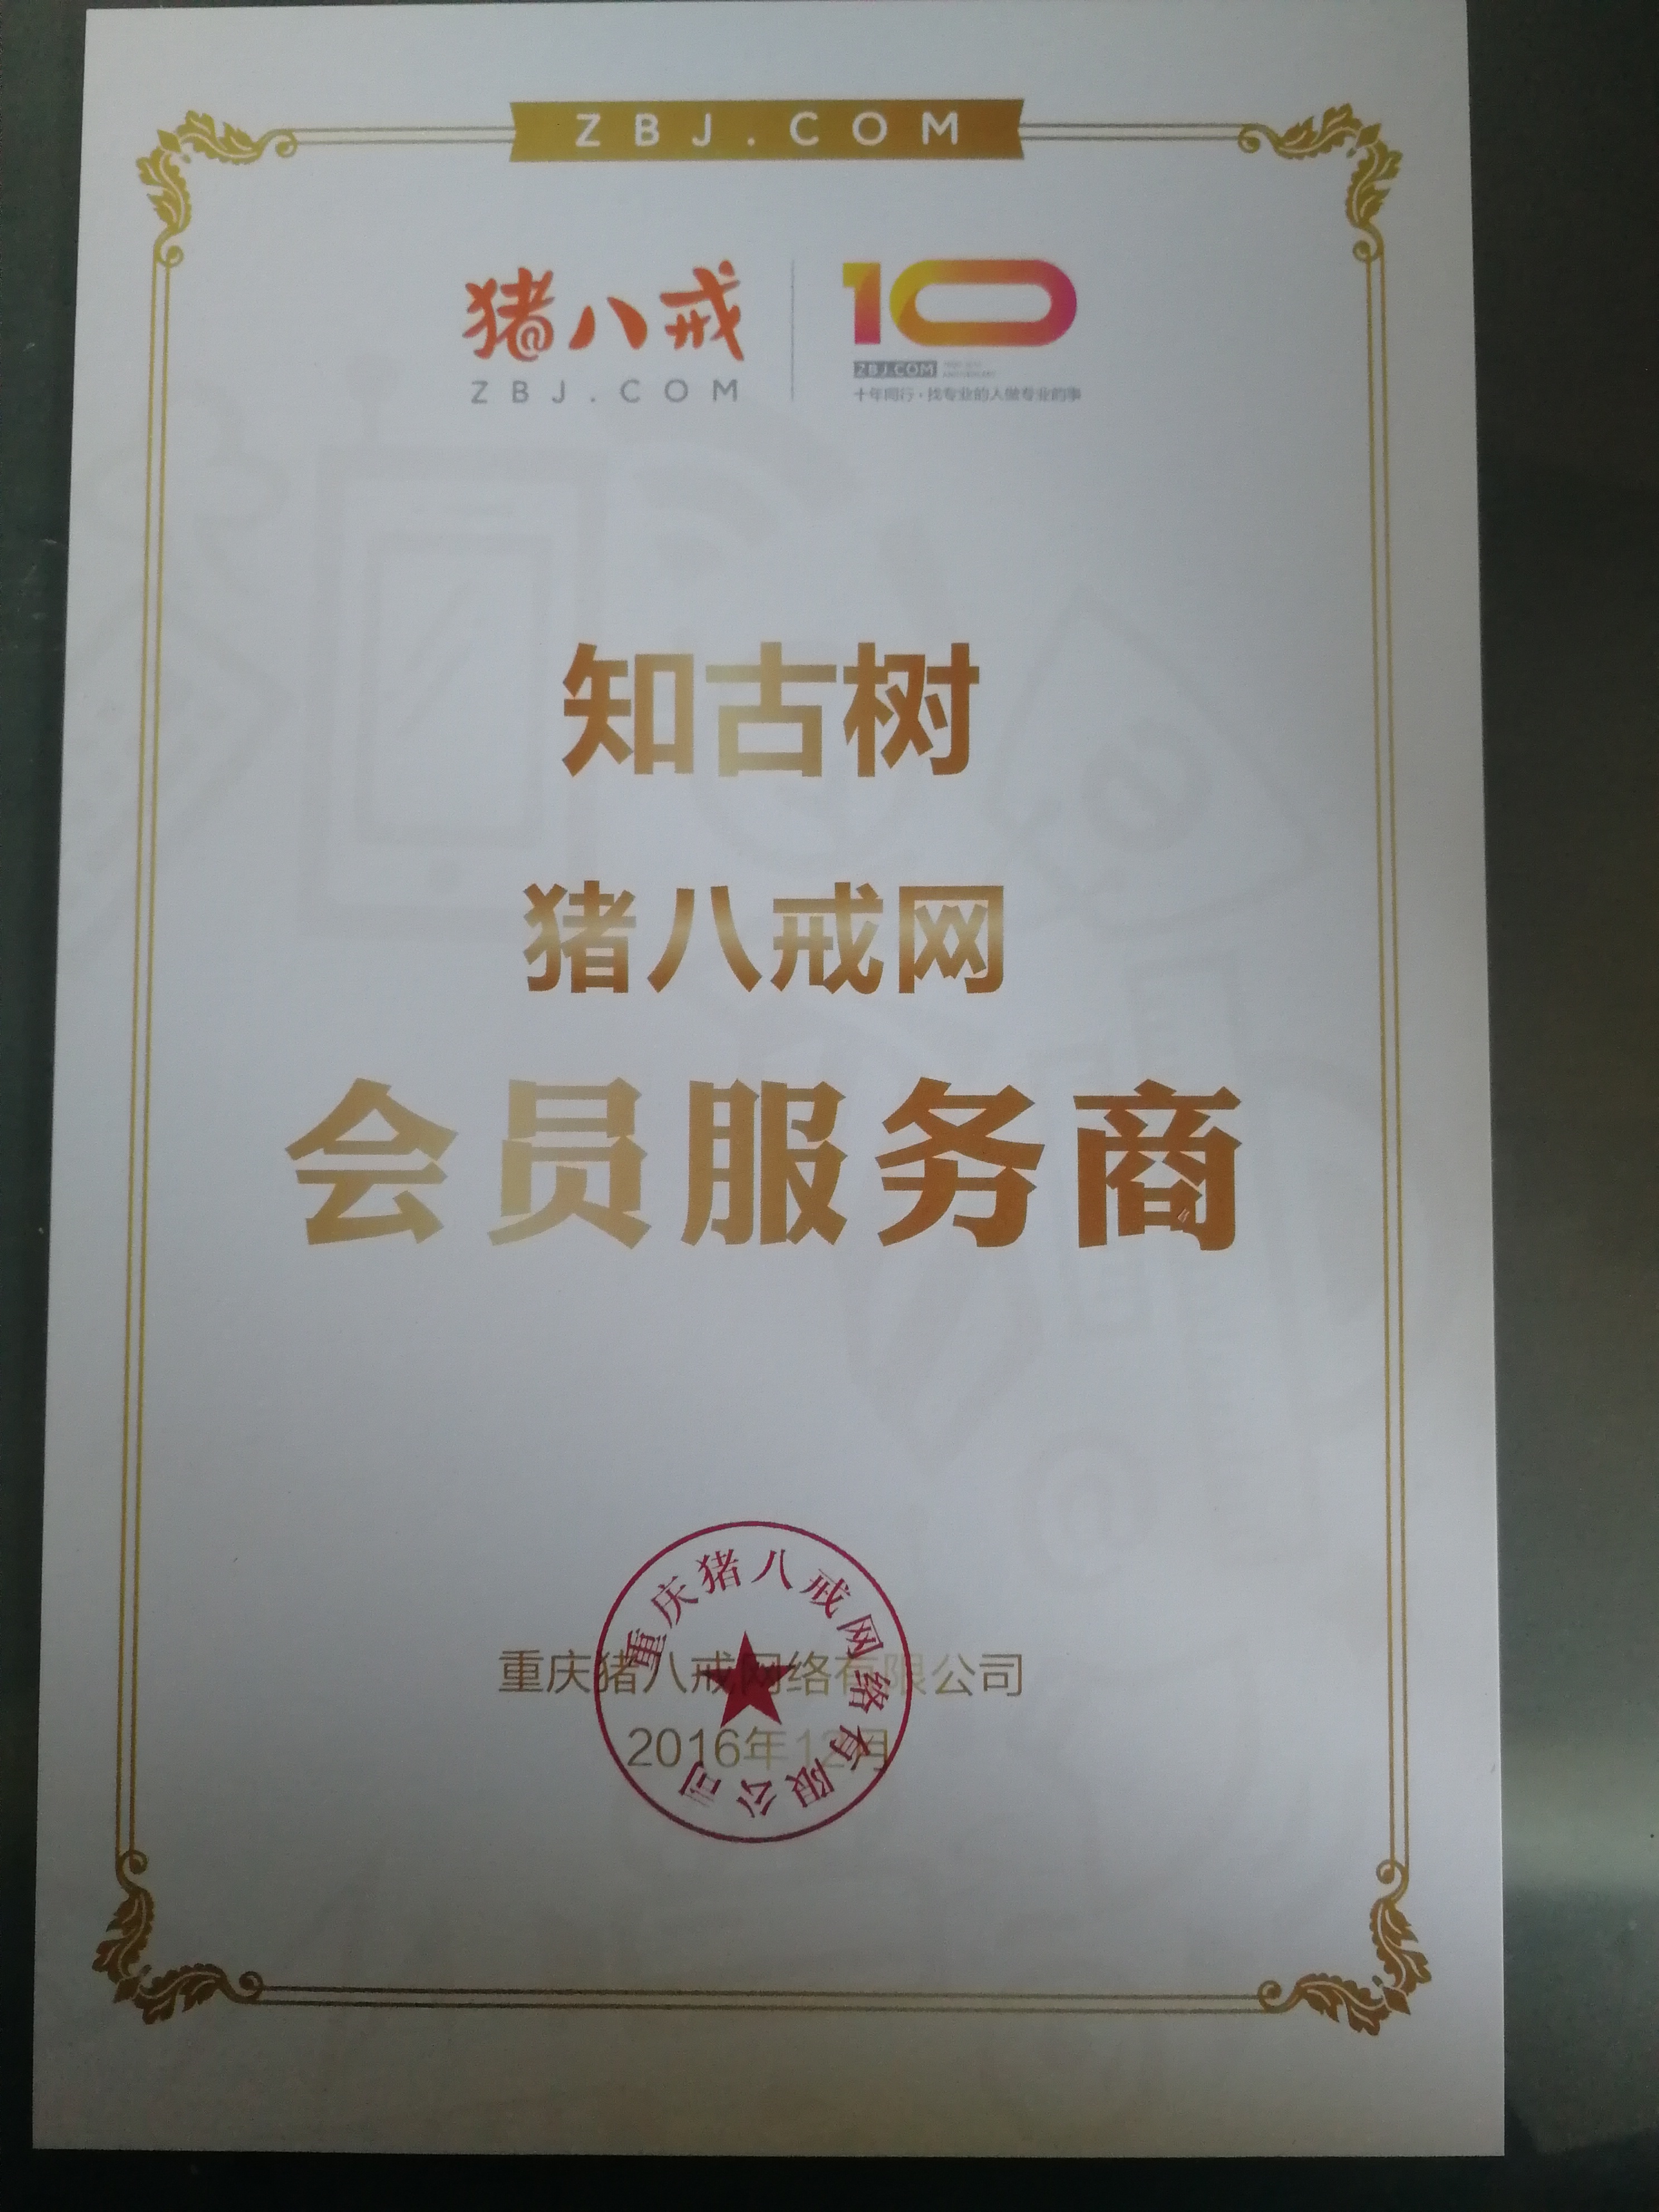 ZBJ.COM
猪八戒
ZBJ.COM
10
ZBJ.COM
十年同行·找专业的人做专业的事
知古树
猪八戒网
会员服务商
重庆猪八戒网络有限公司
2016年12月
重庆猪八戒网络有限公司